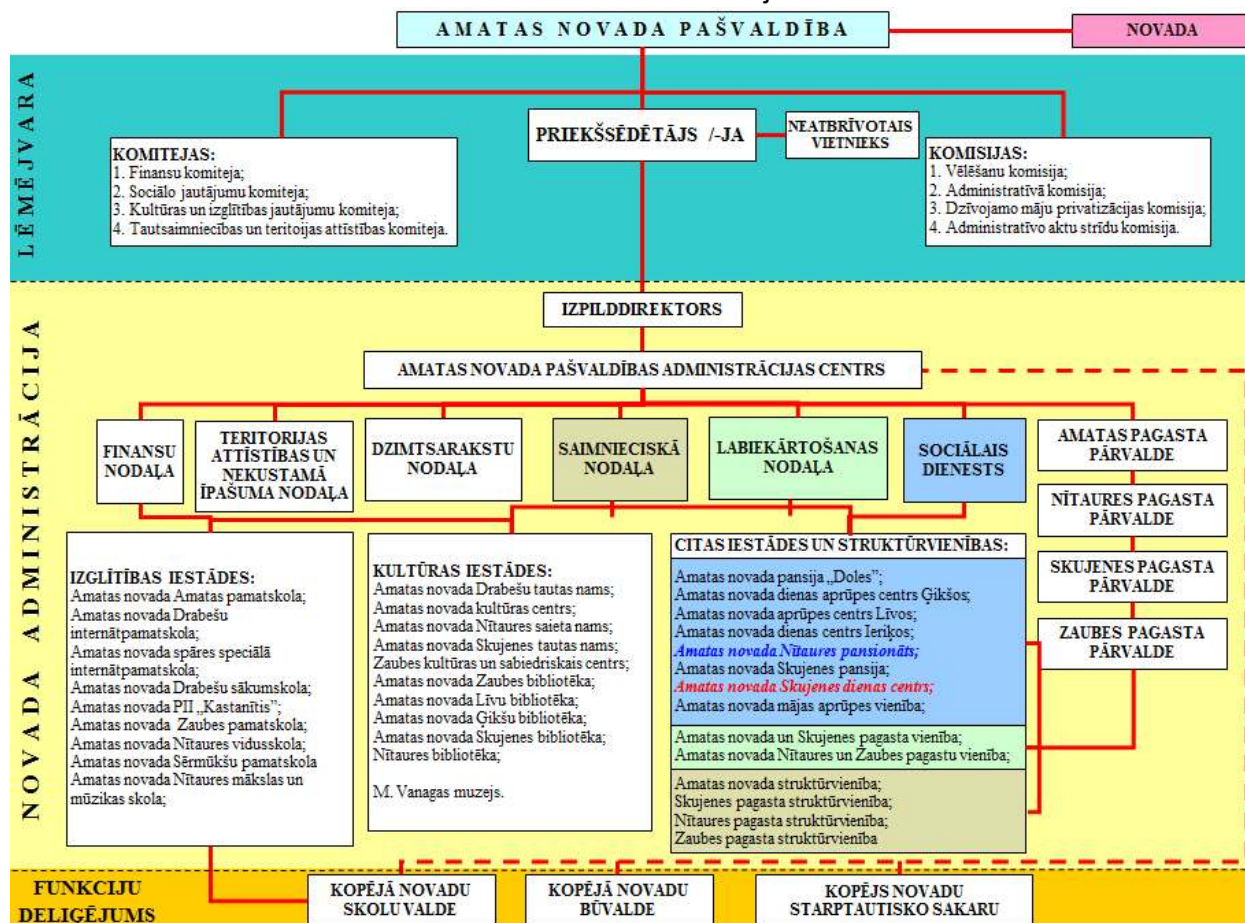 AMATAS NOVADA PAŠVALDĪBA
NOVADA
LĒMĒJVARA
PRIEKŠSĒDĒTĀJS /-JA
NEATBRĪVOTAIS
VIETNIEKS
KOMITEJAS:
1. Finansu komiteja;
2. Sociālo jautājumu komiteja;
3. Kultūras un izglītības jautājumu komiteja;
4. Tautsaimniecības un teritoijas attīstības komiteja.
KOMISIJAS:
1. Vēlēšanu komisija;
2. Administratīvā komisija;
3. Dzīvojamo māju privatizācijas komisija;
4. Administratīvo aktu strīdu komisija.
NOVADA ADMINISTRĀCIJA
IZPILDDIREKTORS
AMATAS NOVADA PAŠVALDĪBAS ADMINISTRĀCIJAS CENTRS
FINANSU
NODAĻA
TERITORIJAS
ATTĪSTĪBAS UN
NEKUSTAMĀ
ĪPAŠUMA NODAĻA
DZIMTSARAKSTU
NODAĻA
SAIMNIECISKĀ
NODAĻA
LABIEKĀRTOŠANAS
NODAĻA
SOCIĀLAIS
DIENESTS
AMATAS PAGASTA
PĀRVALDE
NĪTAURES PAGASTA
PĀRVALDE
SKUJENES PAGASTA
PĀRVALDE
ZAUBES PAGASTA
PĀRVALDE
IZGLĪTĪBAS IESTĀDES:
Amatas novada Amatas pamatskola;
Amatas novada Drabešu
internātpamatskola;
Amatas novada spāres speciālā
internātpamatskola;
Amatas novada Drabešu sākumskola;
Amatas novada PII „Kastanītis”;
Amatas novada Zaubes pamatskola;
Amatas novada Nītaures vidusskola;
Amatas novada Sērmūkšu pamatskola
Amatas novada Nītaures mākslas un
mūzikas skola;
KULTŪRAS IESTĀDES:
Amatas novada Drabešu tautas nams;
Amatas novada kultūras centrs;
Amatas novada Nītaures saieta nams;
Amatas novada Skujenes tautas nams;
Zaubes kultūras un sabiedriskais centrs;
Amatas novada Zaubes bibliotēka;
Amatas novada Līvu bibliotēka;
Amatas novada Ģikšu bibliotēka;
Amatas novada Skujenes bibliotēka;
Nītaures bibliotēka;
M. Vanagas muzejs.
CITAS IESTĀDES UN STRUKTŪRVIENĪBAS:
Amatas novada pansija „Doles”;
Amatas novada dienas aprūpes centrs Ģikšos;
Amatas novada aprūpes centrs Līvos;
Amatas novada dienas centrs Ieriķos;
Amatas novada Nītaures pansionāts;
Amatas novada Skujenes pansija;
Amatas novada Skujenes dienas centrs;
Amatas novada mājas aprūpes vienība;
Amatas novada un Skujenes pagasta vienība;
Amatas novada Nītaures un Zaubes pagastu vienība;
Amatas novada struktūrvienība;
Skujenes pagasta struktūrvienība;
Nītaures pagasta struktūrvienība;
Zaubes pagasta struktūrvienība
FUNKCIJU
DELIĢĒJUMS
KOPĒJĀ NOVADU
SKOLU VALDE
KOPĒJĀ NOVADU
BŪVALDE
KOPĒJS NOVADU
STARPTAUTISKO SAKARU